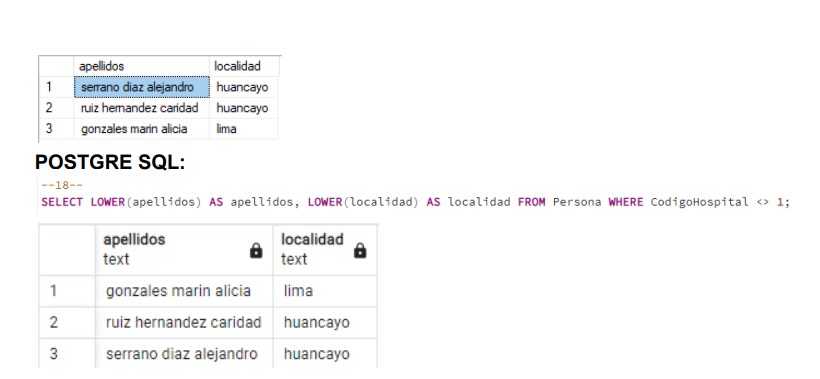 apellidos localidad
1 serrano diaz alejandro huancayo
2 ruiz hernandez caridad huancayo
3 gonzales marin alicia lima
POSTGRE SQL:
--18--
SELECT LOWER(apellidos) AS apellidos, LOWER(localidad) AS localidad FROM Persona WHERE CodigoHospital <> 1;
apellidos localidad
text text
1 gonzales marin alicia lima
2 ruiz hernandez caridad huancayo
3 serrano diaz alejandro huancayo